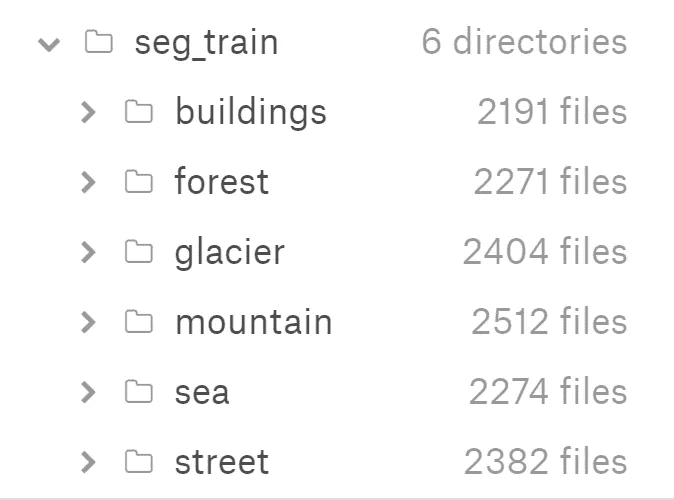 seg_train 6 directories
buildings 2191 files
forest 2271 files
glacier 2404 files
mountain 2512 files
sea 2274 files
street 2382 files